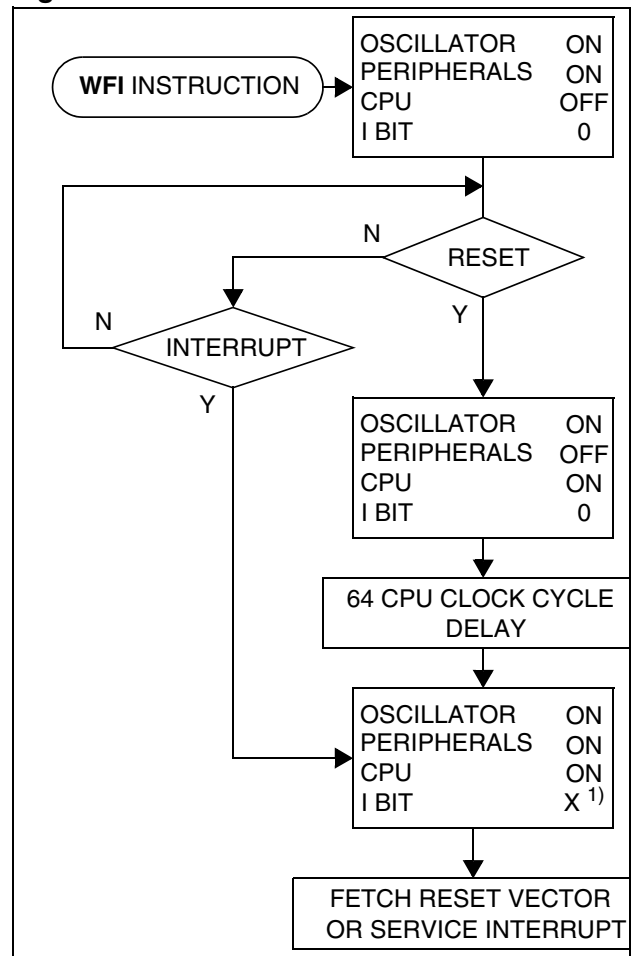 WFI INSTRUCTION
OSCILLATOR ON
PERIPHERALS ON
CPU OFF
I BIT 0
N
RESET
Y
N
INTERRUPT
Y
OSCILLATOR ON
PERIPHERALS OFF
CPU ON
I BIT 0
64 CPU CLOCK CYCLE
DELAY
OSCILLATOR ON
PERIPHERALS ON
CPU ON
I BIT X 1)
FETCH RESET VECTOR
OR SERVICE INTERRUPT